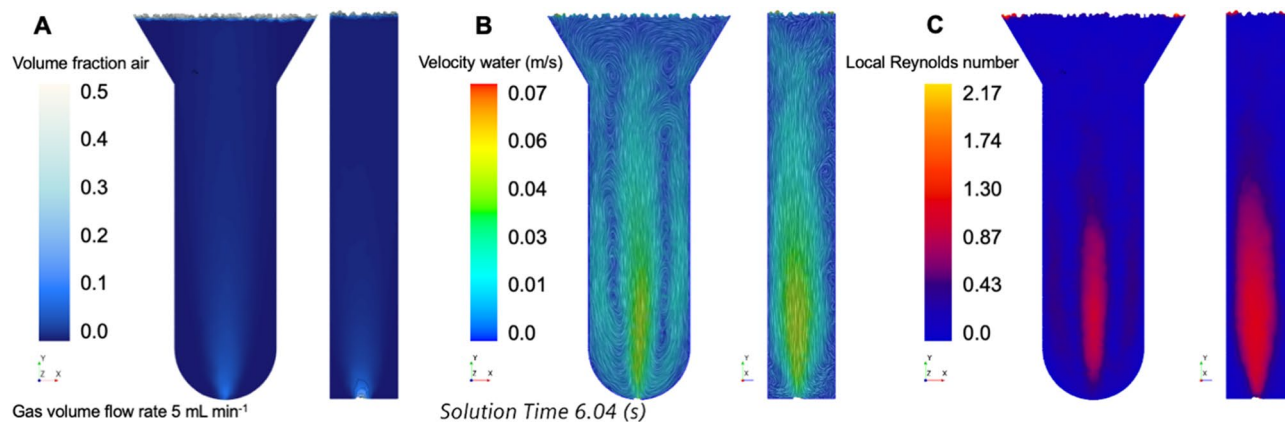 A
Volume fraction air
0.5
0.4
0.3
0.2
0.1
0.0
Y
Z X
Gas volume flow rate 5 mL min⁻¹
B
Velocity water (m/s)
0.07
0.06
0.04
0.03
0.01
0.0
Y
Z X
Solution Time 6.04 (s)
Y
X
C
Local Reynolds number
2.17
1.74
1.30
0.87
0.43
0.0
Y
Z X
Y
X